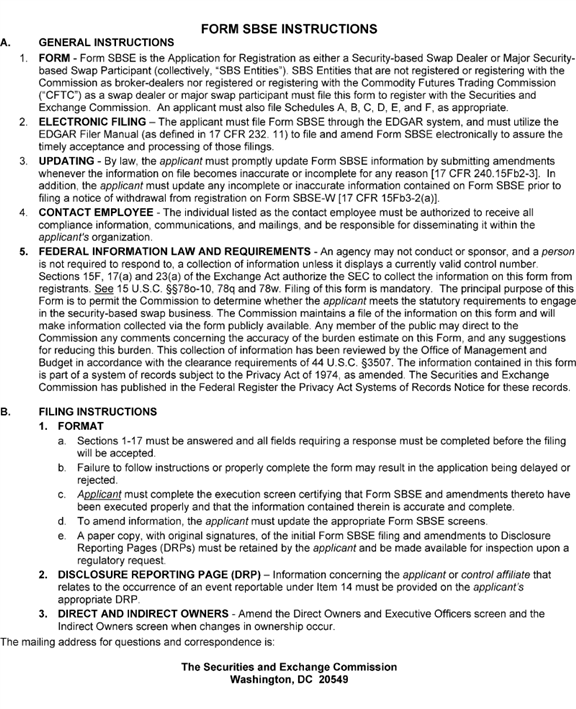 FORM SBSE INSTRUCTIONS
A. GENERAL INSTRUCTIONS
1. FORM - Form SBSE is the Application for Registration as either a Security-based Swap Dealer or Major Security-
based Swap Participant (collectively, “SBS Entities”). SBS Entities that are not registered or registering with the
Commission as broker-dealers nor registered or registering with the Commodity Futures Trading Commission
(“CFTC”) as a swap dealer or major swap participant must file this form to register with the Securities and
Exchange Commission. An applicant must also file Schedules A, B, C, D, E, and F, as appropriate.
2. ELECTRONIC FILING – The applicant must file Form SBSE through the EDGAR system, and must utilize the
EDGAR Filer Manual (as defined in 17 CFR 232. 11) to file and amend Form SBSE electronically to assure the
timely acceptance and processing of those filings.
3. UPDATING - By law, the applicant must promptly update Form SBSE information by submitting amendments
whenever the information on file becomes inaccurate or incomplete for any reason [17 CFR 240.15Fb2-3]. In
addition, the applicant must update any incomplete or inaccurate information contained on Form SBSE prior to
filing a notice of withdrawal from registration on Form SBSE-W [17 CFR 15Fb3-2(a)].
4. CONTACT EMPLOYEE - The individual listed as the contact employee must be authorized to receive all
compliance information, communications, and mailings, and be responsible for disseminating it within the
applicant's organization.
5. FEDERAL INFORMATION LAW AND REQUIREMENTS - An agency may not conduct or sponsor, and a person
is not required to respond to, a collection of information unless it displays a currently valid control number.
Sections 15F, 17(a) and 23(a) of the Exchange Act authorize the SEC to collect the information on this form from
registrants. See 15 U.S.C. §§78o-10, 78q and 78w. Filing of this form is mandatory. The principal purpose of this
Form is to permit the Commission to determine whether the applicant meets the statutory requirements to engage
in the security-based swap business. The Commission maintains a file of the information on this form and will
make information collected via the form publicly available. Any member of the public may direct to the
Commission any comments concerning the accuracy of the burden estimate on this Form, and any suggestions
for reducing this burden. This collection of information has been reviewed by the Office of Management and
Budget in accordance with the clearance requirements of 44 U.S.C. §3507. The information contained in this form
is part of a system of records subject to the Privacy Act of 1974, as amended. The Securities and Exchange
Commission has published in the Federal Register the Privacy Act Systems of Records Notice for these records.
B. FILING INSTRUCTIONS
1. FORMAT
a. Sections 1-17 must be answered and all fields requiring a response must be completed before the filing
will be accepted.
b. Failure to follow instructions or properly complete the form may result in the application being delayed or
rejected.
c. Applicant must complete the execution screen certifying that Form SBSE and amendments thereto have
been executed properly and that the information contained therein is accurate and complete.
d. To amend information, the applicant must update the appropriate Form SBSE screens.
e. A paper copy, with original signatures, of the initial Form SBSE filing and amendments to Disclosure
Reporting Pages (DRPs) must be retained by the applicant and be made available for inspection upon a
regulatory request.
2. DISCLOSURE REPORTING PAGE (DRP) – Information concerning the applicant or control affiliate that
relates to the occurrence of an event reportable under Item 14 must be provided on the applicant's
appropriate DRP.
3. DIRECT AND INDIRECT OWNERS - Amend the Direct Owners and Executive Officers screen and the
Indirect Owners screen when changes in ownership occur.
The mailing address for questions and correspondence is:
The Securities and Exchange Commission
Washington, DC 20549